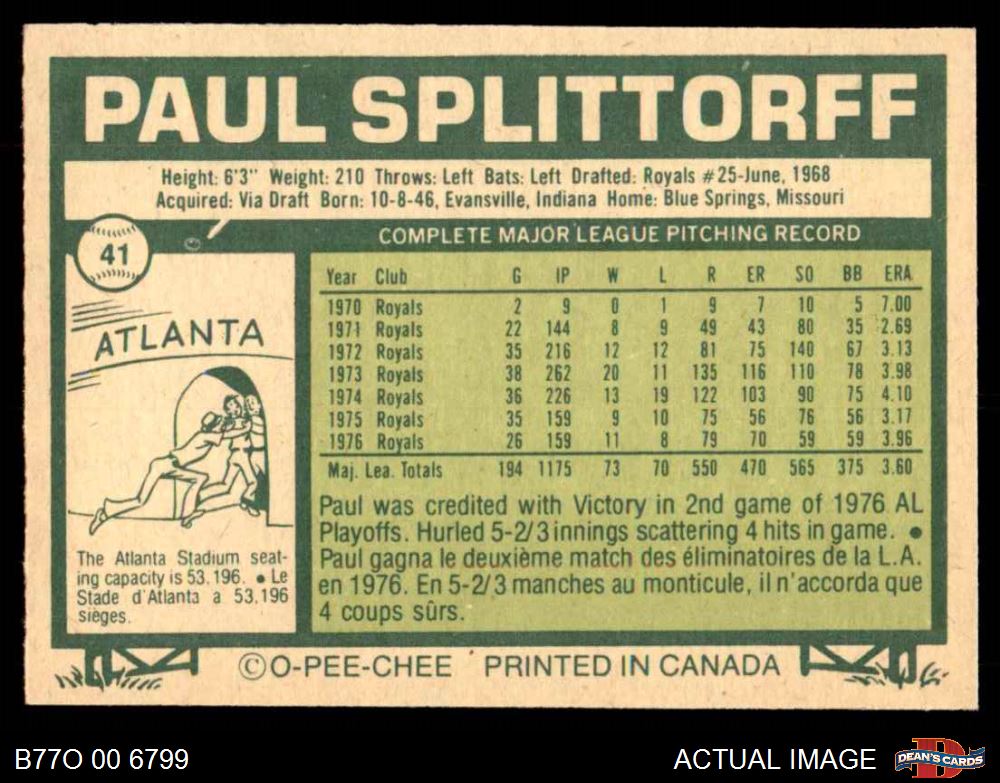 PAUL SPLITTORFF
Height: 6'3" Weight: 210 Throws: Left Bats: Left Drafted: Royals #25-June, 1968
Acquired: Via Draft Born: 10-8-46, Evansville, Indiana Home: Blue Springs, Missouri
41
COMPLETE MAJOR LEAGUE PITCHING RECORD
Year Club G IP W L R ER SO BB ERA
1970 Royals 2 9 0 1 9 7 10 5 7.00
1971 Royals 22 144 8 9 49 43 80 35 2.69
1972 Royals 35 216 12 12 81 75 140 67 3.13
1973 Royals 38 262 20 11 135 116 110 78 3.98
1974 Royals 36 226 13 19 122 103 90 75 4.10
1975 Royals 35 159 9 10 75 56 76 56 3.17
1976 Royals 26 159 11 8 79 70 59 59 3.96
Maj. Lea. Totals 194 1175 73 70 550 470 565 375 3.60
ATLANTA
The Atlanta Stadium seat-
ing capacity is 53,196. ● Le
Stade d'Atlanta a 53,196
sièges.
Paul was credited with Victory in 2nd game of 1976 AL
Playoffs. Hurled 5-2/3 innings scattering 4 hits in game. ●
Paul gagna le deuxième match des éliminatoires de la L.A.
en 1976. En 5-2/3 manches au monticule, il n'accorda que
4 coups sûrs.
© O-PEE-CHEE PRINTED IN CANADA
B77O 00 6799
ACTUAL IMAGE
D
DEAN'S CARDS